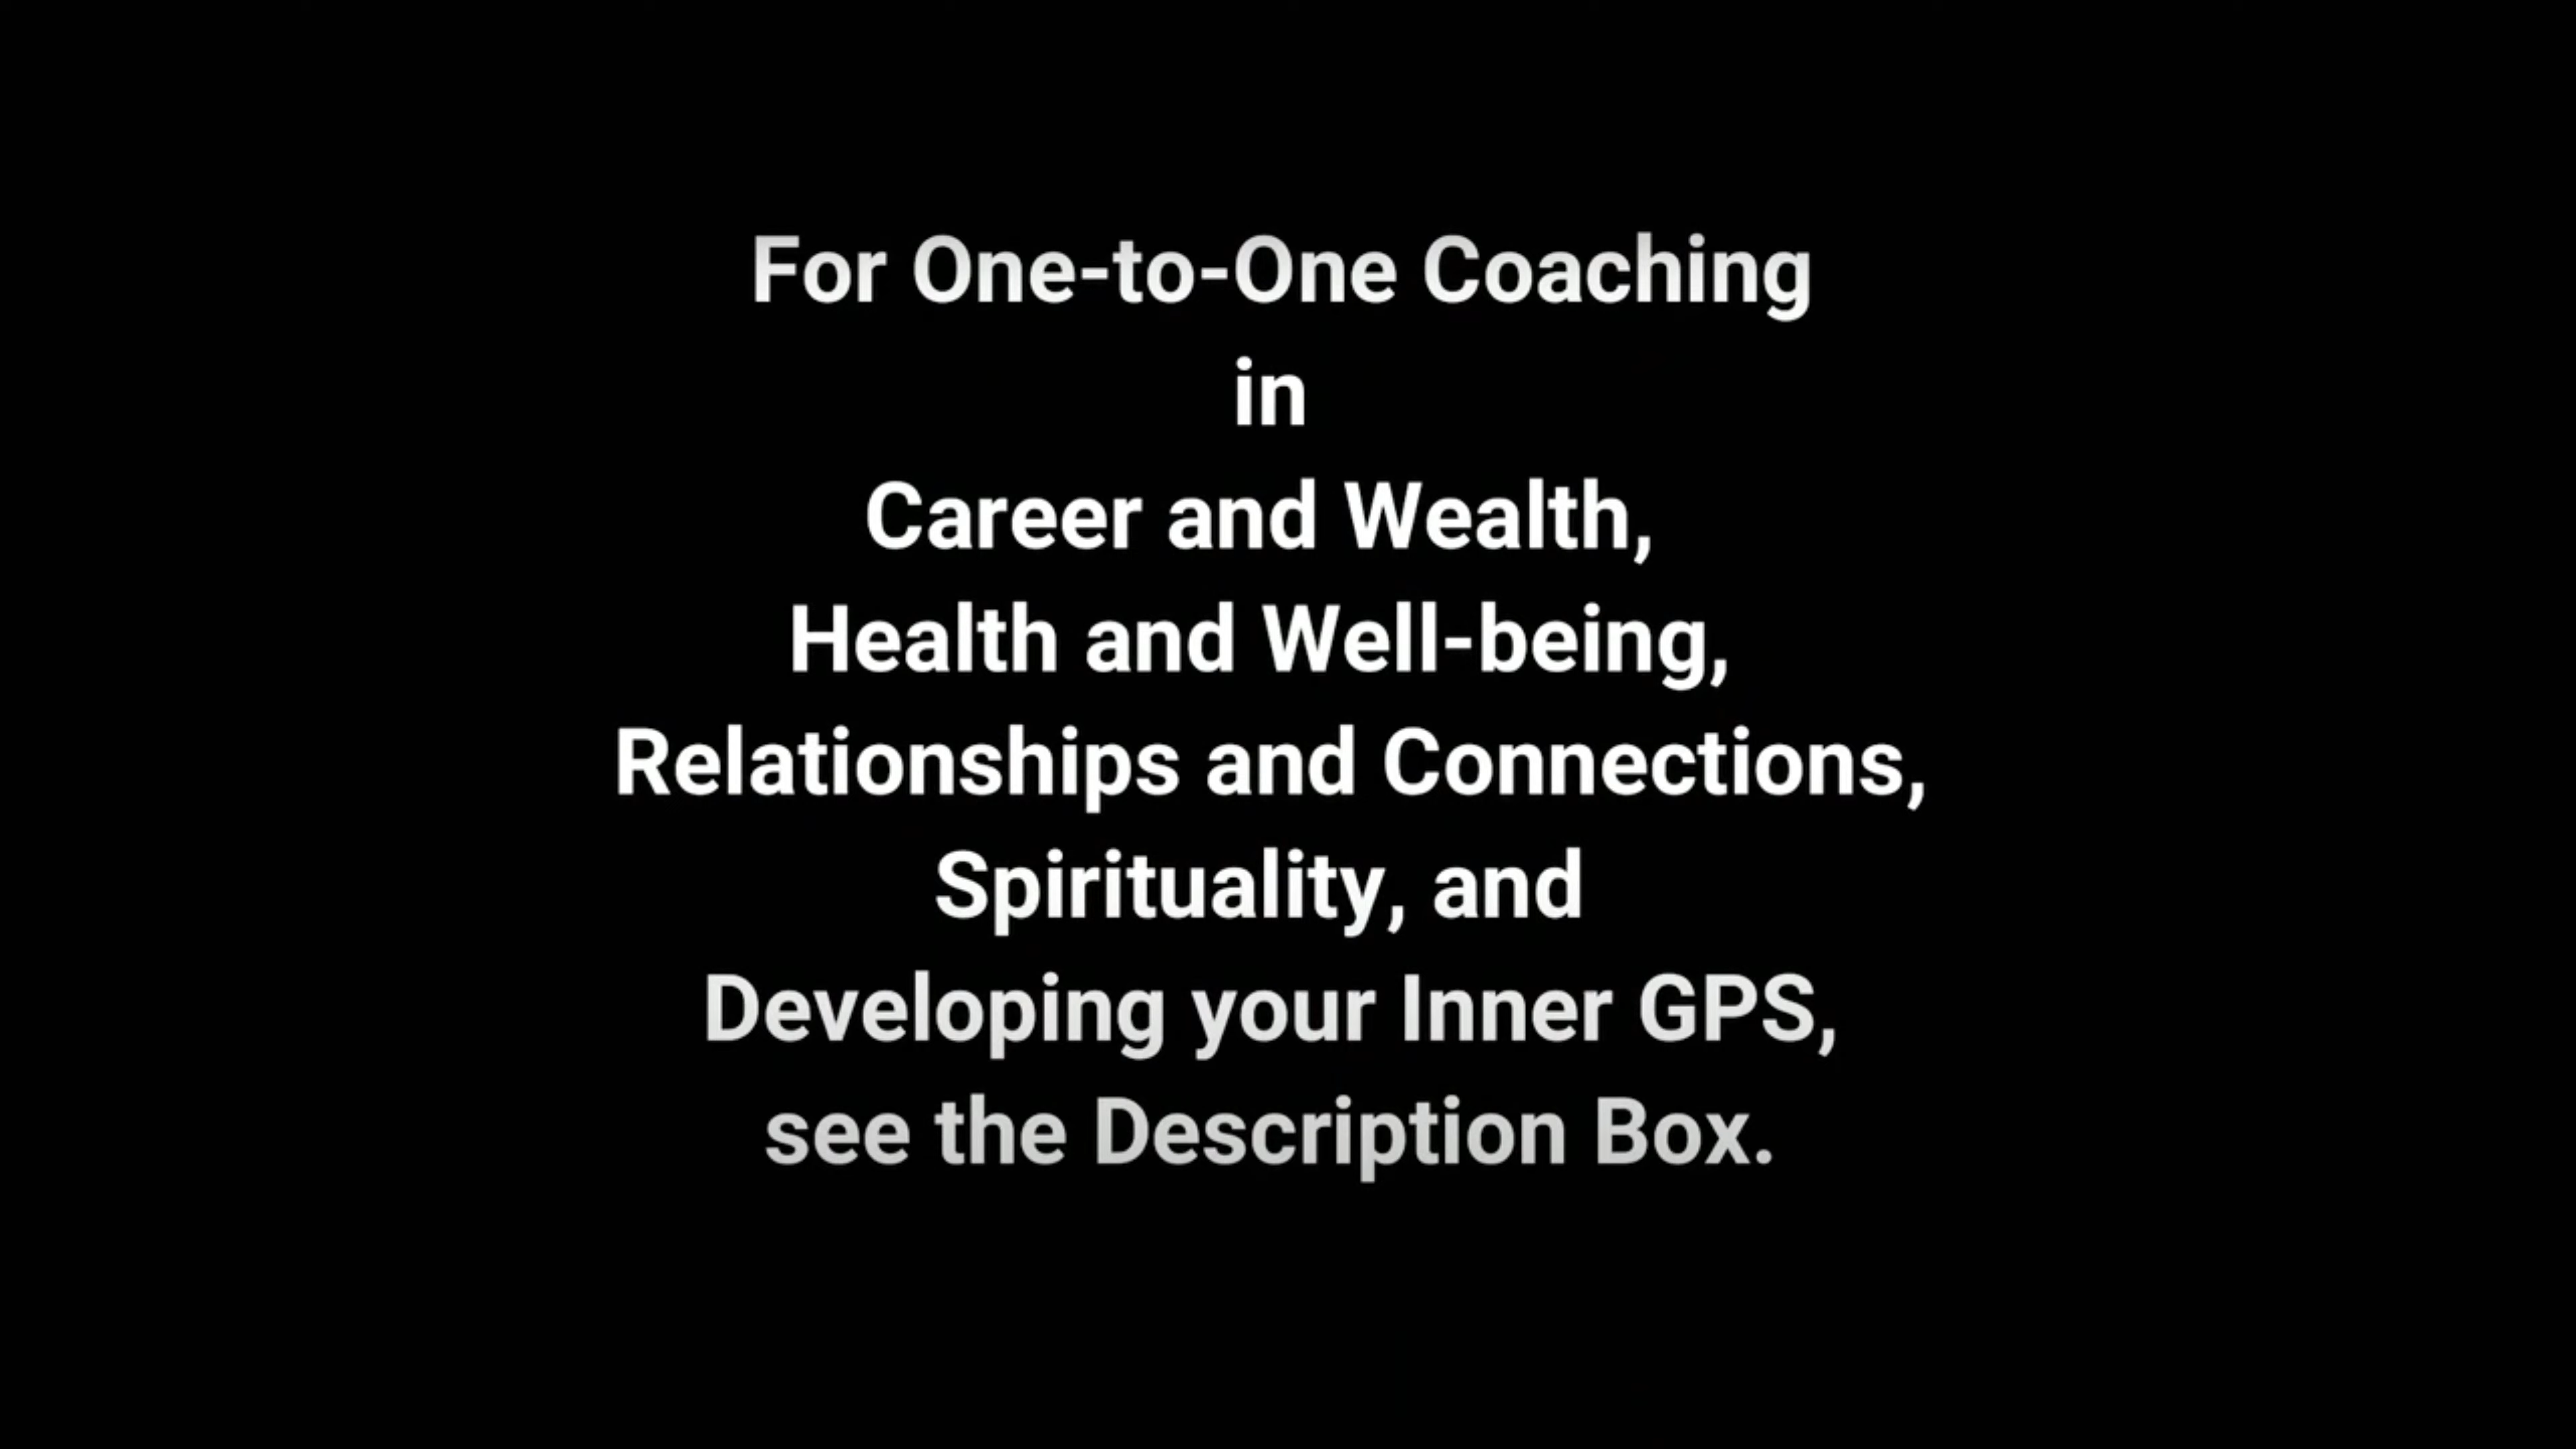 For One-to-One Coaching
in
Career and Wealth,
Health and Well-being,
Relationships and Connections,
Spirituality, and
Developing your Inner GPS,
see the Description Box.